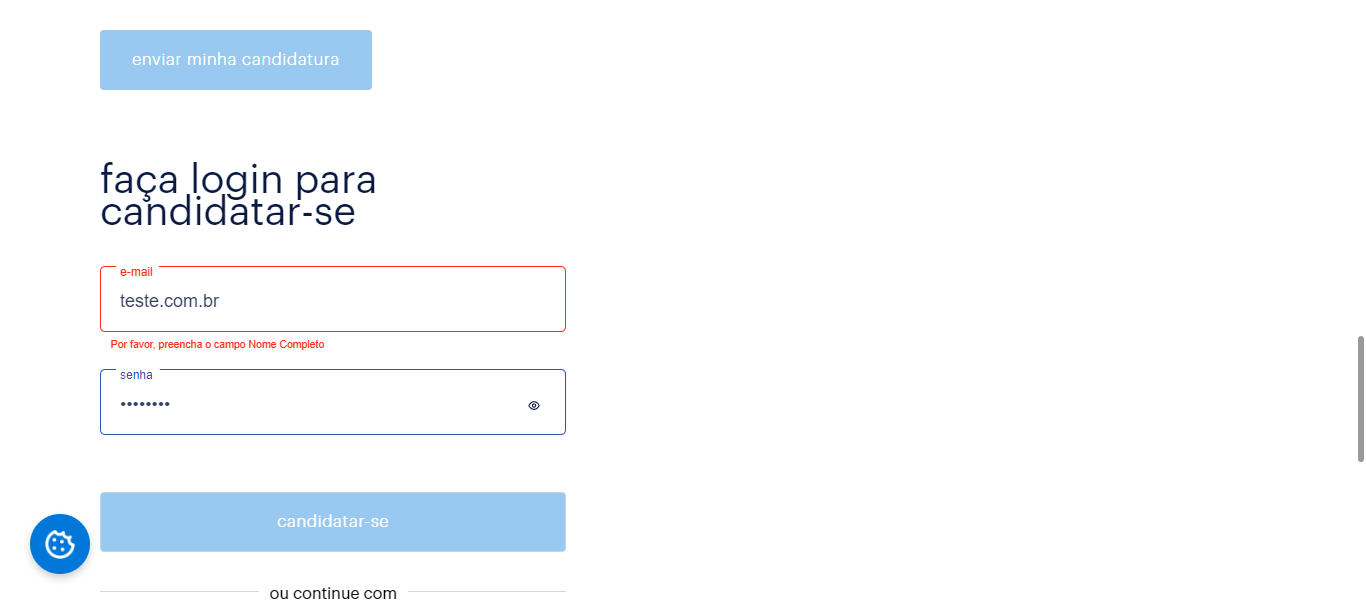 enviar minha candidatura
faça login para
candidatar-se
e-mail
teste.com.br
Por favor, preencha o campo Nome Completo
senha
••••••••
candidatar-se
ou continue com